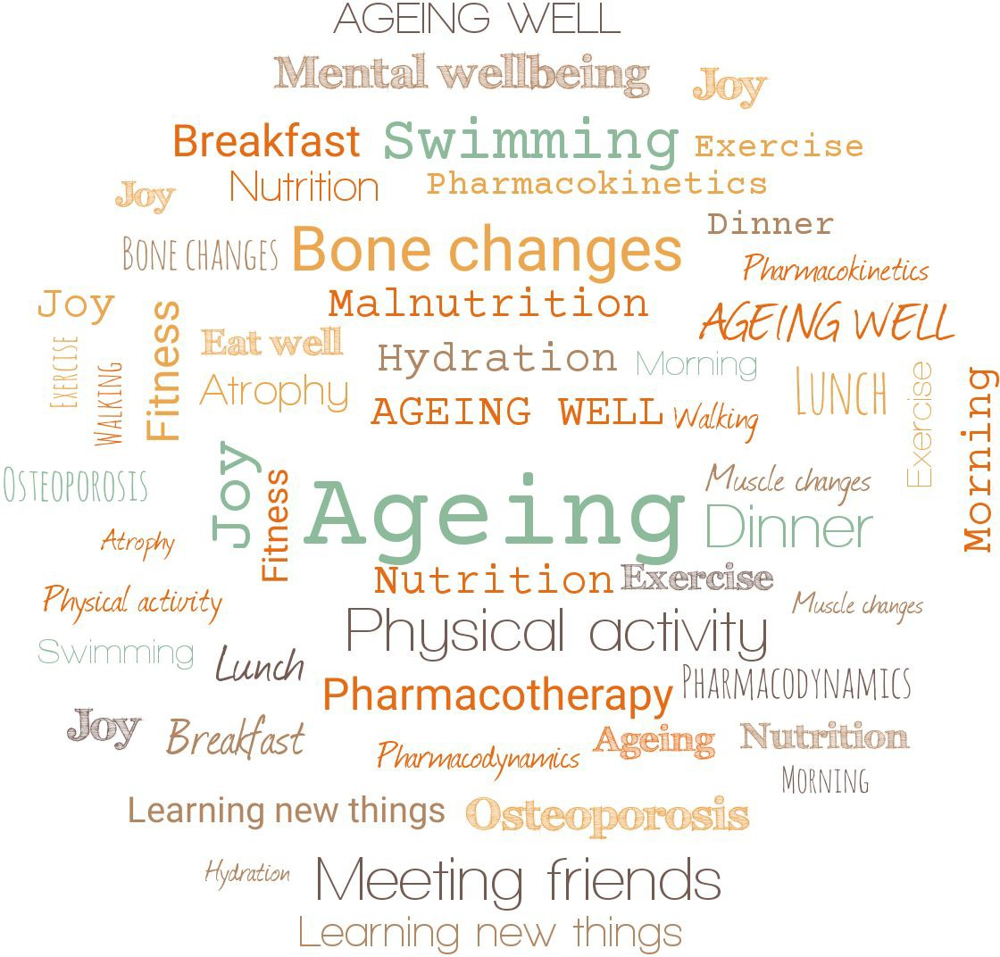 AGEING WELL
Mental wellbeing
Joy
Breakfast
Swimming
Exercise
Joy
Nutrition
Pharmacokinetics
Dinner
BONE CHANGES
Bone changes
Pharmacokinetics
Joy
Fitness
Malnutrition
AGEING WELL
EXERCISE
WALKING
Eat well
Hydration
Morning
Atrophy
AGEING WELL
Walking
LUNCH
Exercise
Morning
OSTEOPOROSIS
Joy
Fitness
Ageing
Muscle changes
Dinner
Atrophy
Nutrition
Exercise
Physical activity
Muscle changes
Physical activity
Swimming
Lunch
Pharmacotherapy
PHARMACODYNAMICS
Joy
Breakfast
Pharmacodynamics
Ageing
Nutrition
MORNING
Learning new things
Osteoporosis
Hydration
Meeting friends
Learning new things